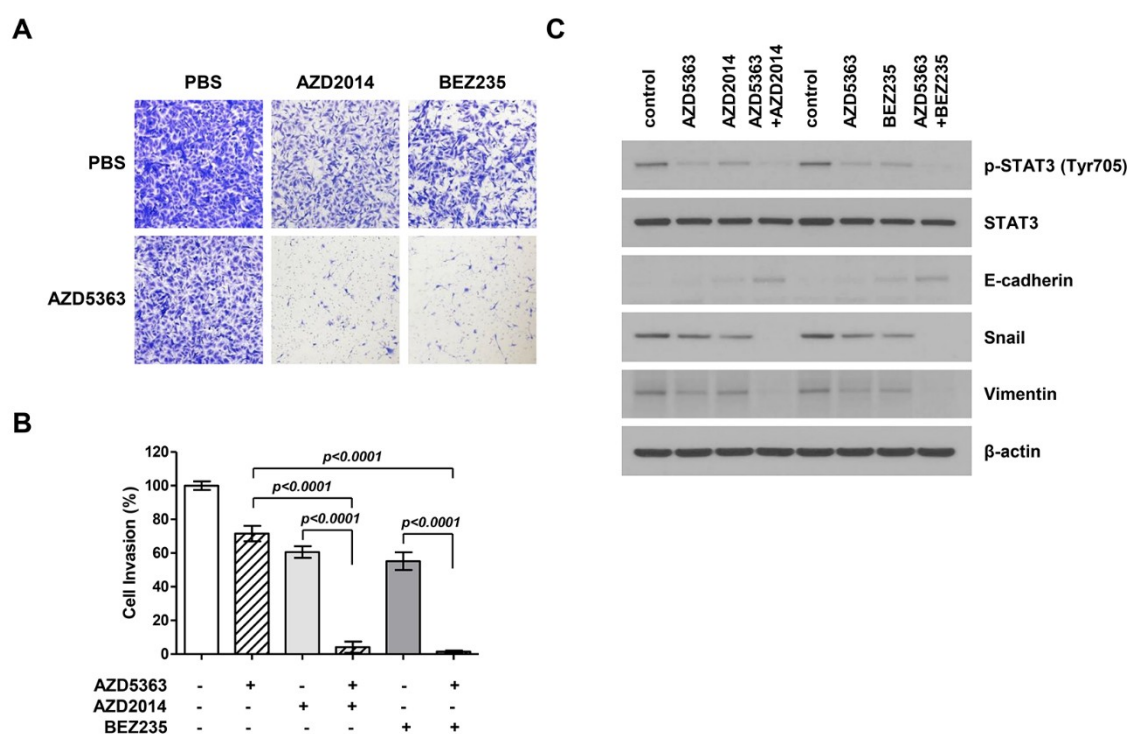 A
PBS AZD2014 BEZ235
PBS
AZD5363
B
120
100
80
60
40
20
0
Cell Invasion (%)
p<0.0001
p<0.0001
p<0.0001 p<0.0001
AZD5363 - + - + - +
AZD2014 - - + + - -
BEZ235 - - - - + +
C
control
AZD5363
AZD2014
AZD5363
+AZD2014
control
AZD5363
BEZ235
AZD5363
+BEZ235
p-STAT3 (Tyr705)
STAT3
E-cadherin
Snail
Vimentin
β-actin